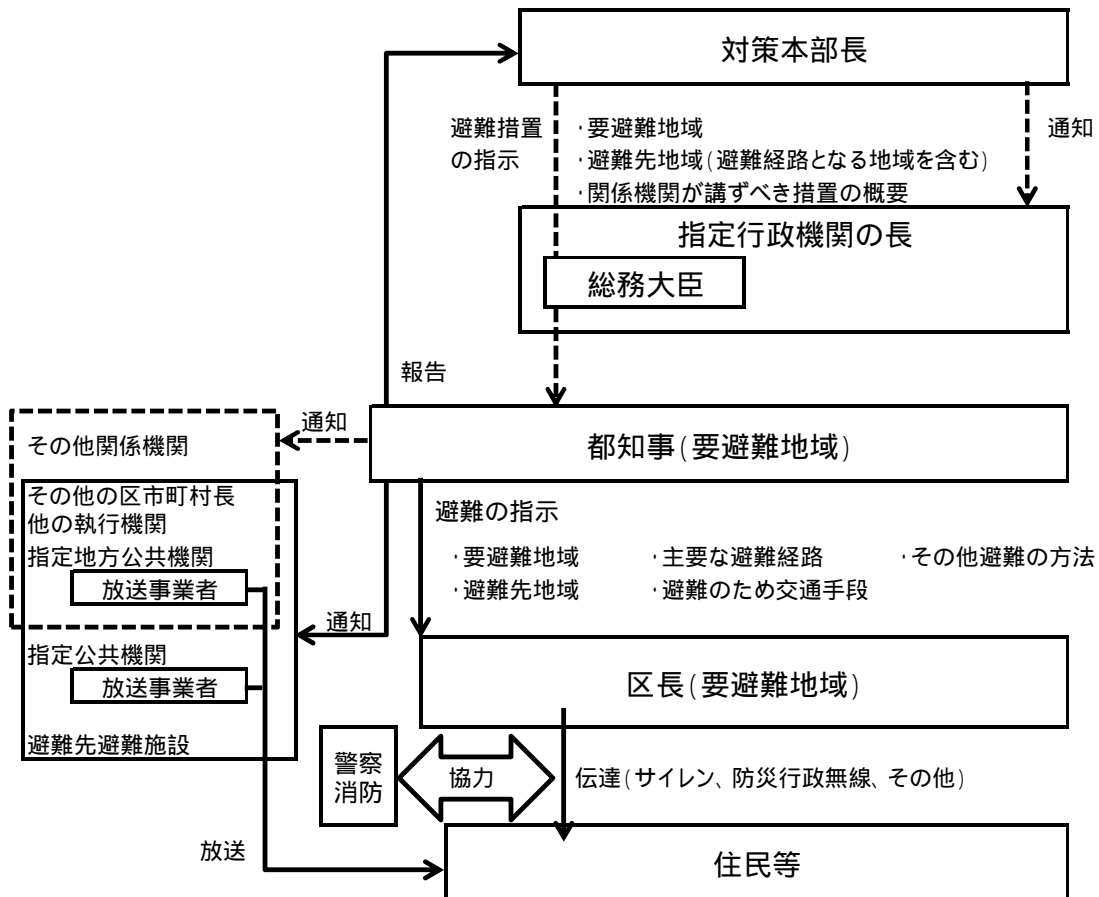 対策本部長
避難措置
の指示
・要避難地域
・避難先地域(避難経路となる地域を含む)
・関係機関が講ずべき措置の概要
通知
指定行政機関の長
総務大臣
報告
通知
都知事(要避難地域)
その他関係機関
その他の区市町村長
他の執行機関
指定地方公共機関
放送事業者
避難の指示
・要避難地域
・主要な避難経路
・その他避難の方法
・避難先地域
・避難のため交通手段
通知
指定公共機関
放送事業者
避難先避難施設
区長(要避難地域)
警察
消防
協力
伝達(サイレン、防災行政無線、その他)
放送
住民等